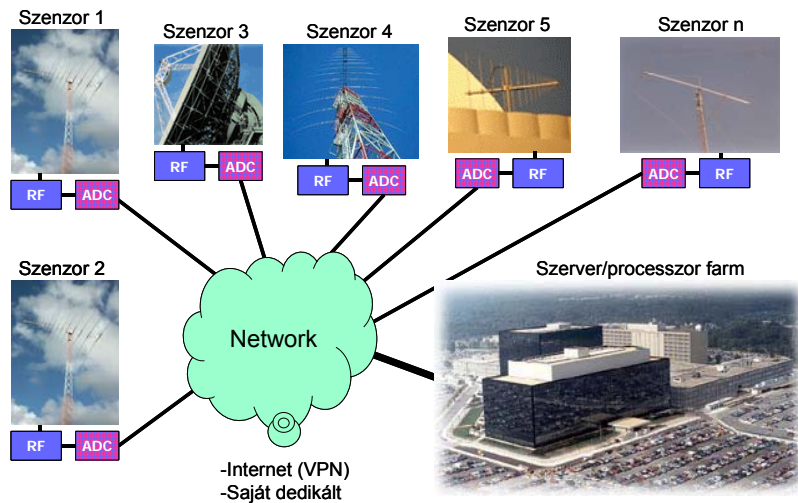 Szenzor 1
Szenzor 3
Szenzor 4
Szenzor 5
Szenzor n
RF
ADC
RF
ADC
RF
ADC
ADC
RF
ADC
RF
Szenzor 2
RF
ADC
Network
-Internet (VPN)
-Saját dedikált
Szerver/processzor farm